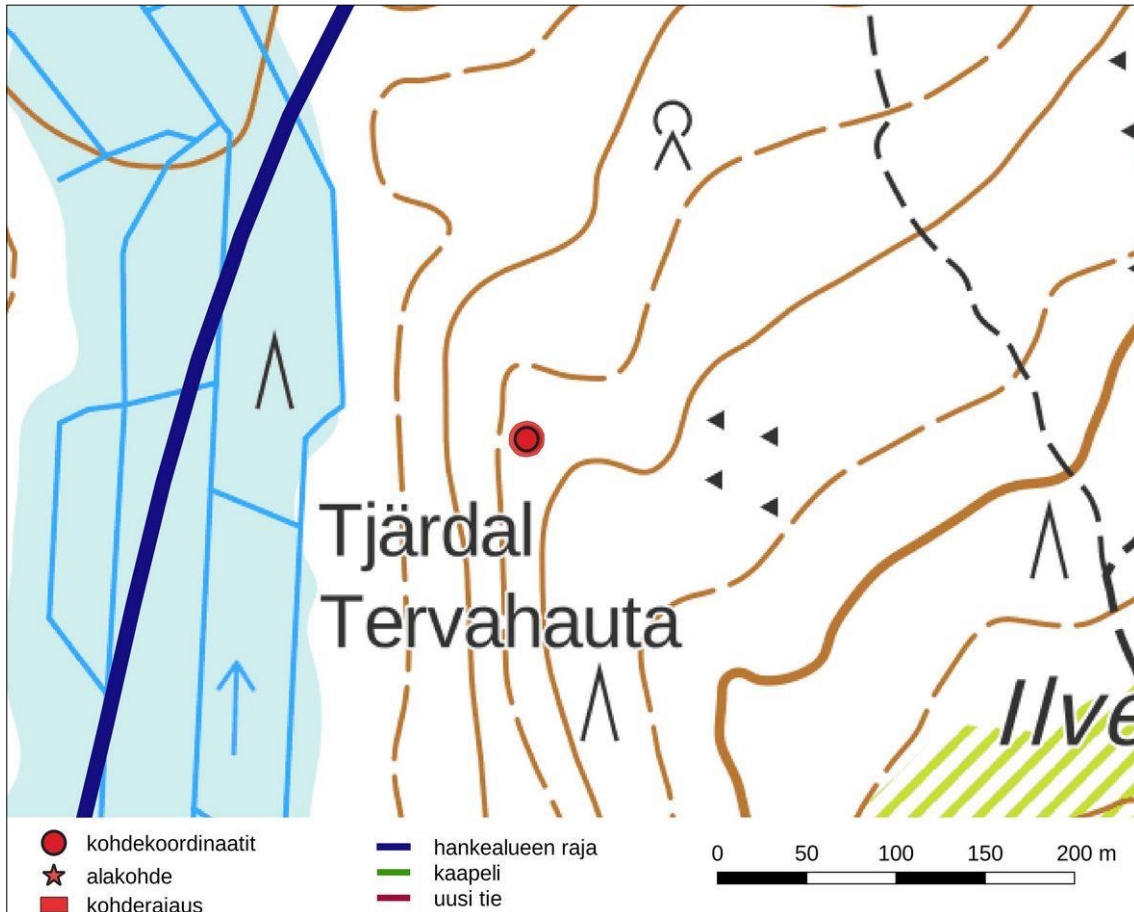 Tjärdal
Tervahauta
Ilve
kohdekoordinaatit
alakohde
kohderajaus
hankealueen raja
kaapeli
uusi tie
0 50 100 150 200 m